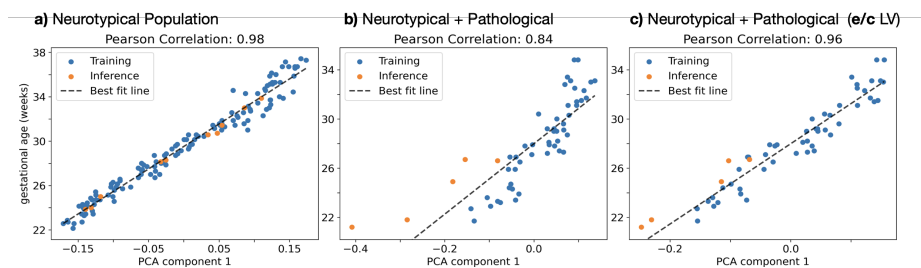 a) Neurotypical Population
Pearson Correlation: 0.98
Training
Inference
Best fit line
gestational age (weeks)
38
34
30
26
22
−0.15
−0.05
0.05
0.15
PCA component 1
b) Neurotypical + Pathological
Pearson Correlation: 0.84
Training
Inference
Best fit line
34
30
26
22
−0.4
−0.2
0.0
PCA component 1
c) Neurotypical + Pathological (e/c LV)
Pearson Correlation: 0.96
Training
Inference
Best fit line
34
30
26
22
−0.2
0.0
PCA component 1